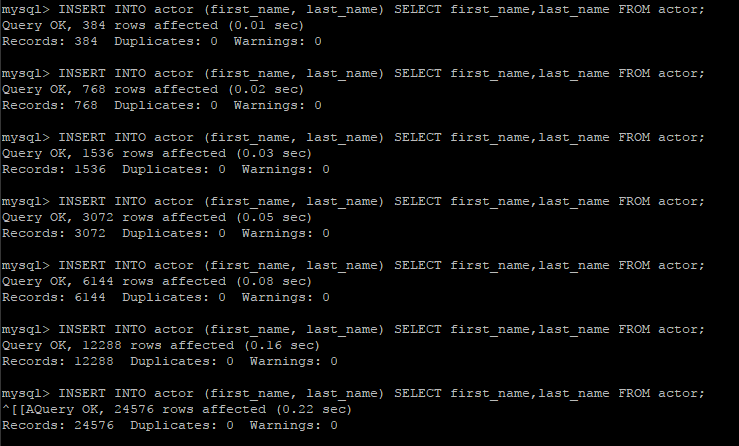 mysql> INSERT INTO actor (first_name, last_name) SELECT first_name,last_name FROM actor;
Query OK, 384 rows affected (0.01 sec)
Records: 384  Duplicates: 0  Warnings: 0

mysql> INSERT INTO actor (first_name, last_name) SELECT first_name,last_name FROM actor;
Query OK, 768 rows affected (0.02 sec)
Records: 768  Duplicates: 0  Warnings: 0

mysql> INSERT INTO actor (first_name, last_name) SELECT first_name,last_name FROM actor;
Query OK, 1536 rows affected (0.03 sec)
Records: 1536  Duplicates: 0  Warnings: 0

mysql> INSERT INTO actor (first_name, last_name) SELECT first_name,last_name FROM actor;
Query OK, 3072 rows affected (0.05 sec)
Records: 3072  Duplicates: 0  Warnings: 0

mysql> INSERT INTO actor (first_name, last_name) SELECT first_name,last_name FROM actor;
Query OK, 6144 rows affected (0.08 sec)
Records: 6144  Duplicates: 0  Warnings: 0

mysql> INSERT INTO actor (first_name, last_name) SELECT first_name,last_name FROM actor;
Query OK, 12288 rows affected (0.16 sec)
Records: 12288  Duplicates: 0  Warnings: 0

mysql> INSERT INTO actor (first_name, last_name) SELECT first_name,last_name FROM actor;
^[[AQuery OK, 24576 rows affected (0.22 sec)
Records: 24576  Duplicates: 0  Warnings: 0